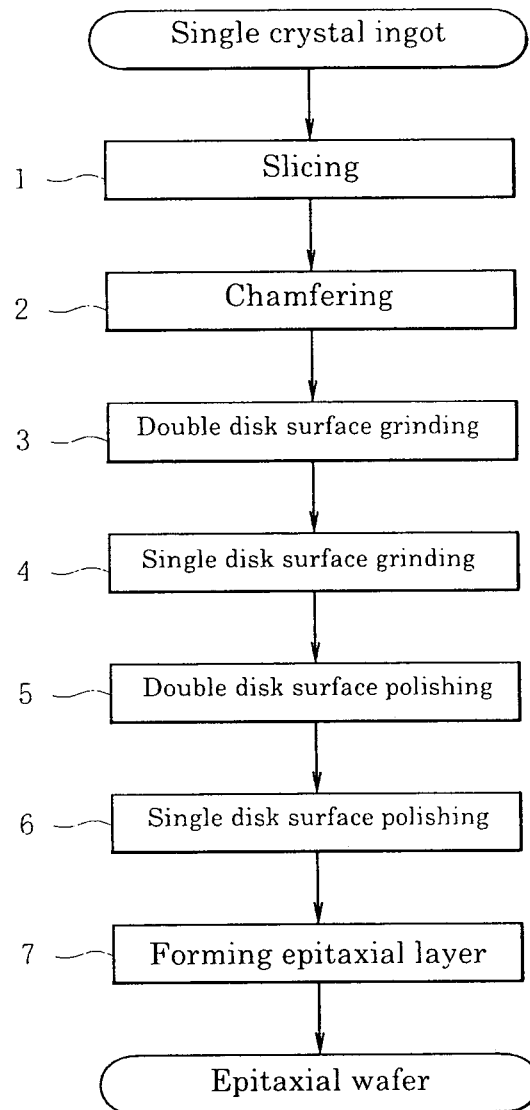 Single crystal ingot
1 Slicing
2 Chamfering
3 Double disk surface grinding
4 Single disk surface grinding
5 Double disk surface polishing
6 Single disk surface polishing
7 Forming epitaxial layer
Epitaxial wafer